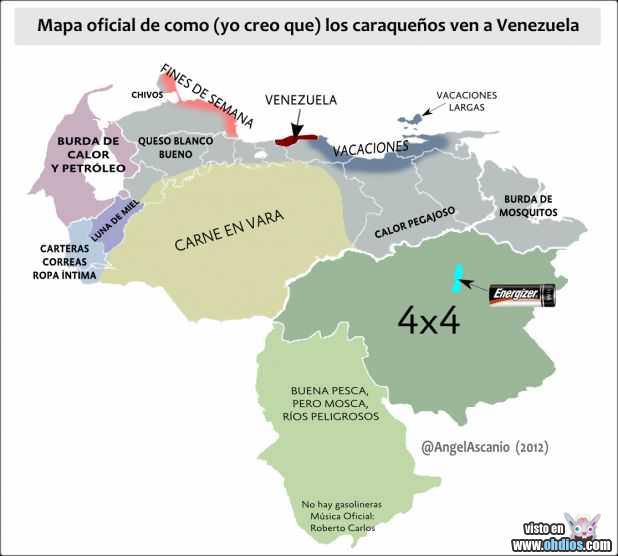 Mapa oficial de como (yo creo que) los caraqueños ven a Venezuela
FINES DE SEMANA
CHIVOS
VENEZUELA
VACACIONES
LARGAS
BURDA DE
CALOR
Y PETRÓLEO
QUESO BLANCO
BUENO
VACACIONES
LUNA DE MIEL
CARNE EN VARA
CALOR PEGAJOSO
BURDA DE
MOSQUITOS
CARTERAS
CORREAS
ROPA ÍNTIMA
Energizer
4x4
BUENA PESCA,
PERO MOSCA,
RÍOS PELIGROSOS
@AngelAscanio (2012)
No hay gasolineras
Música Oficial:
Roberto Carlos
visto en
www.ohdios.com